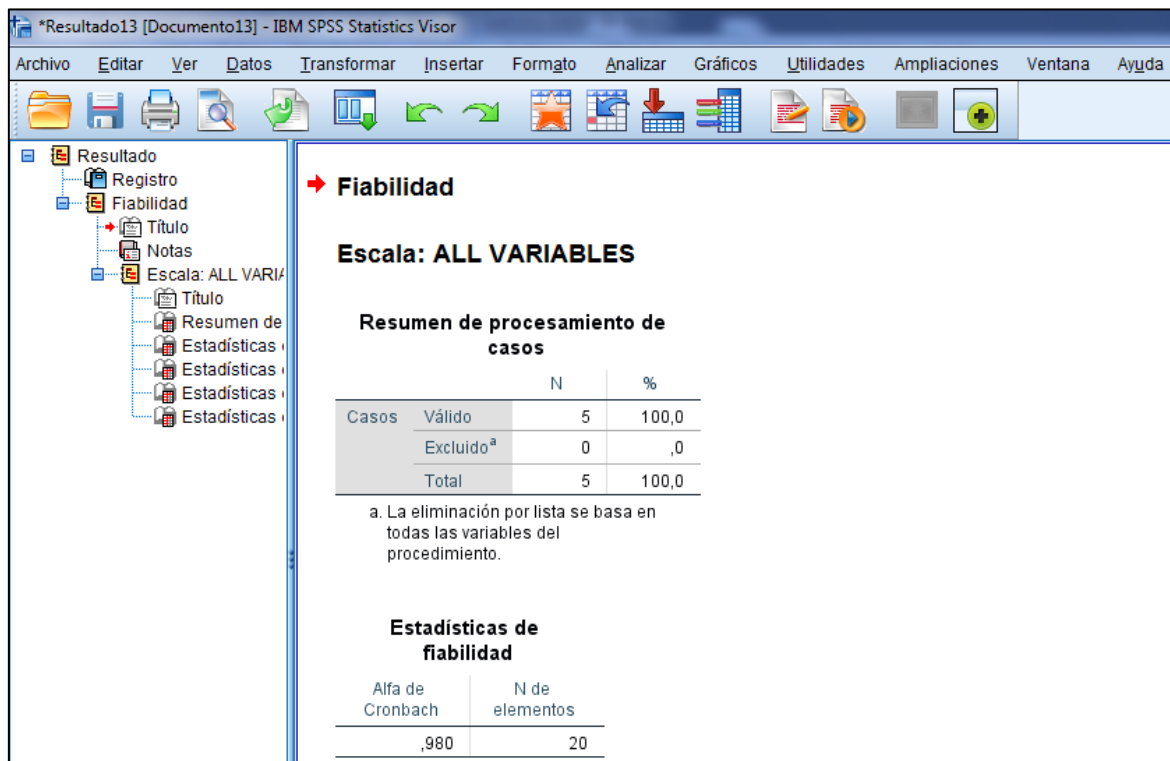 *Resultado13 [Documento13] - IBM SPSS Statistics Visor
Archivo Editar Ver Datos Transformar Insertar Formato Analizar Gráficos Utilidades Ampliaciones Ventana Ayuda
Resultado
Registro
Fiabilidad
Título
Notas
Escala: ALL VARIA
Título
Resumen de
Estadísticas
Estadísticas
Estadísticas
Estadísticas
Fiabilidad
Escala: ALL VARIABLES
Resumen de procesamiento de
casos
N %
Casos Válido 5 100,0
Excluidoª 0 ,0
Total 5 100,0
a. La eliminación por lista se basa en
todas las variables del
procedimiento.
Estadísticas de
fiabilidad
Alfa de N de
Cronbach elementos
,980 20